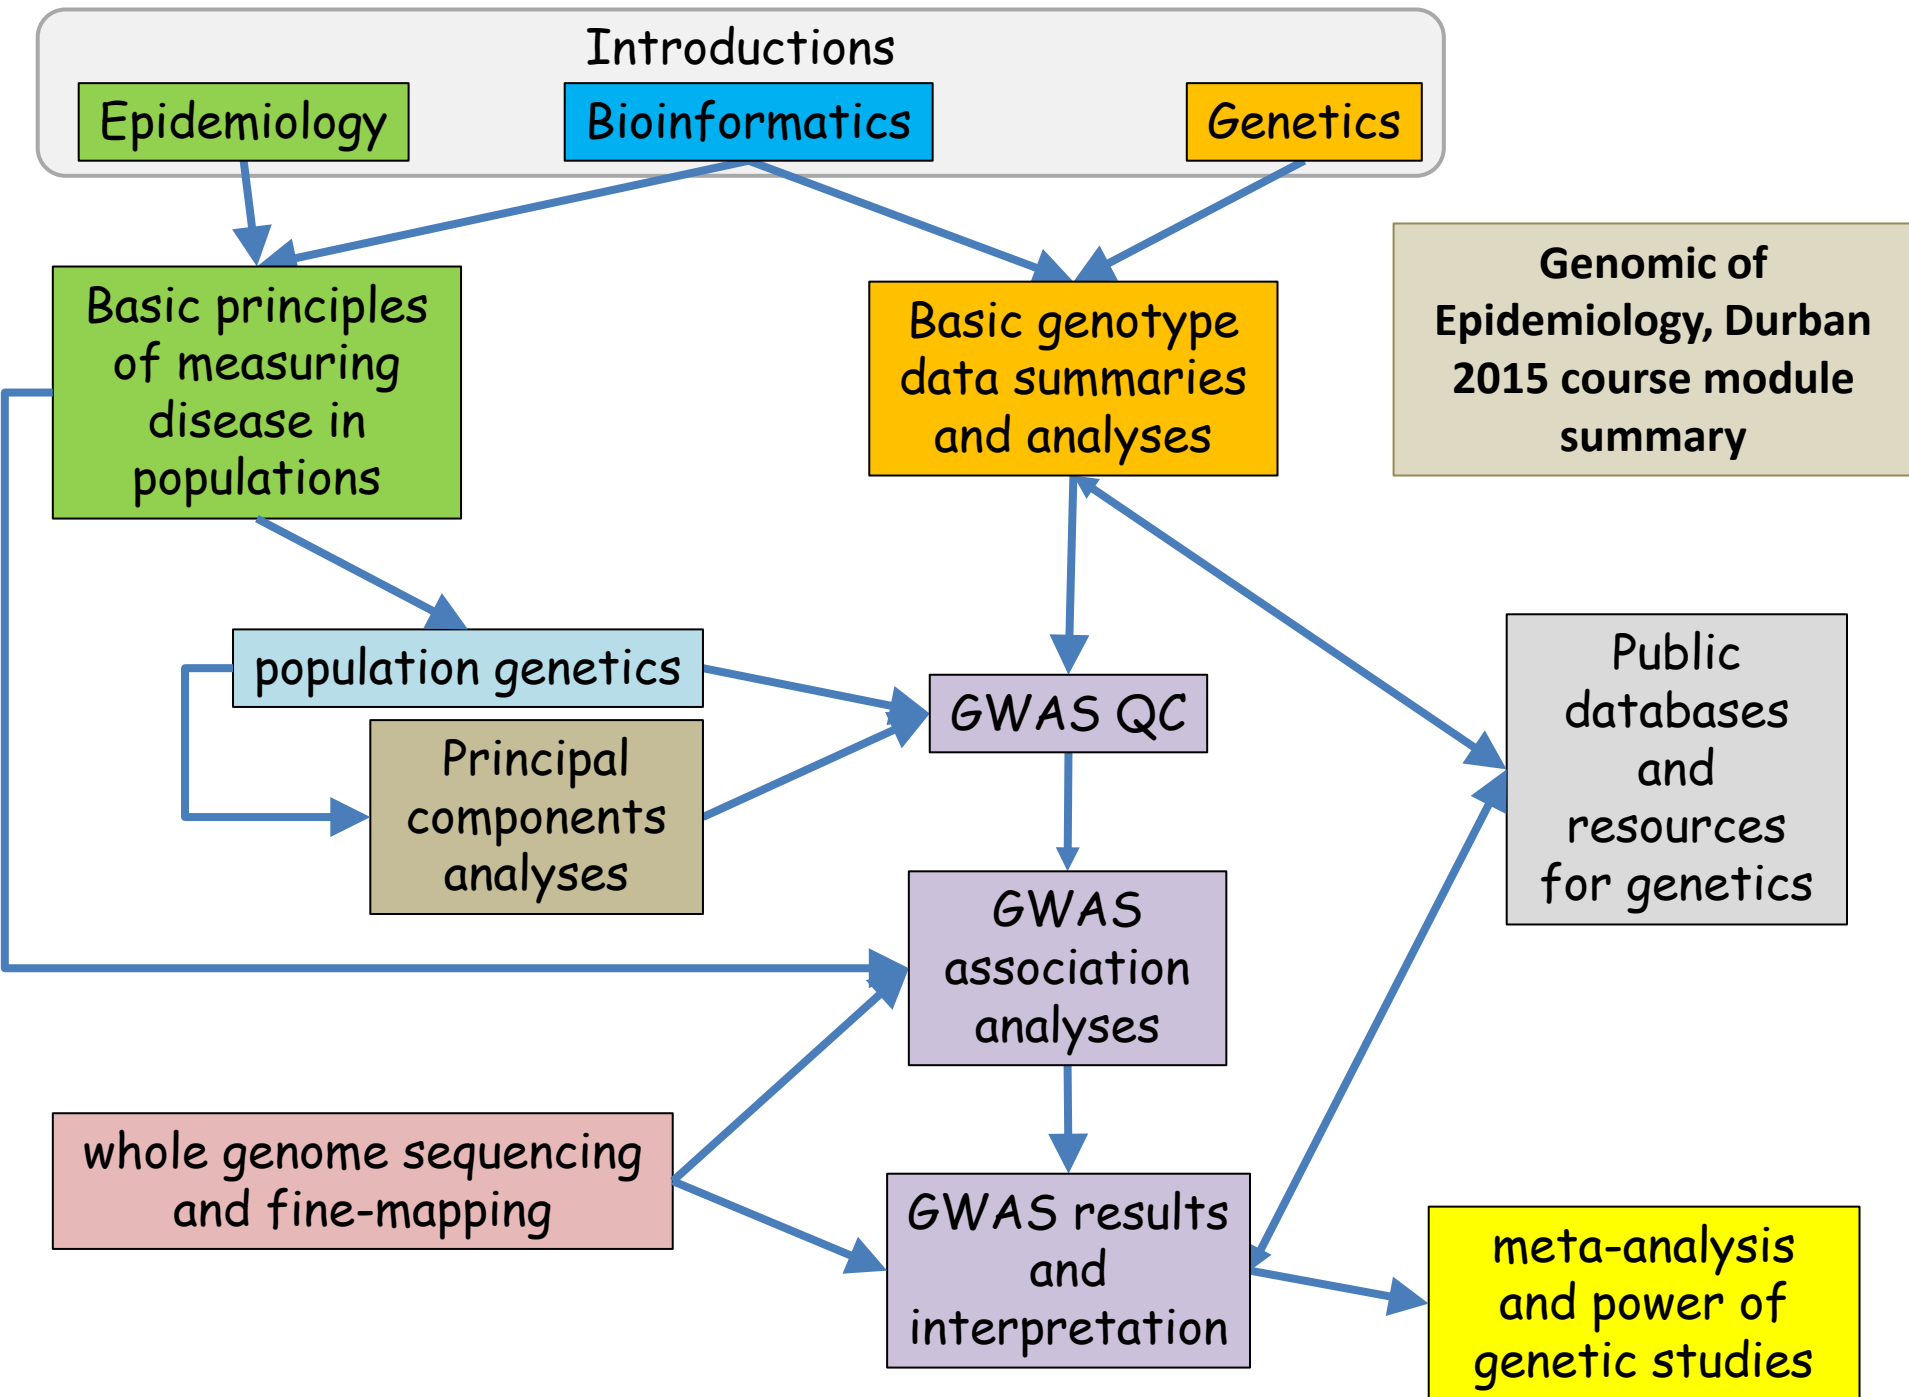 Introductions
Epidemiology
Bioinformatics
Genetics
Basic principles
of measuring
disease in
populations
Basic genotype
data summaries
and analyses
Genomic of
Epidemiology, Durban
2015 course module
summary
population genetics
Principal
components
analyses
GWAS QC
Public
databases
and
resources
for genetics
GWAS
association
analyses
whole genome sequencing
and fine-mapping
GWAS results
and
interpretation
meta-analysis
and power of
genetic studies